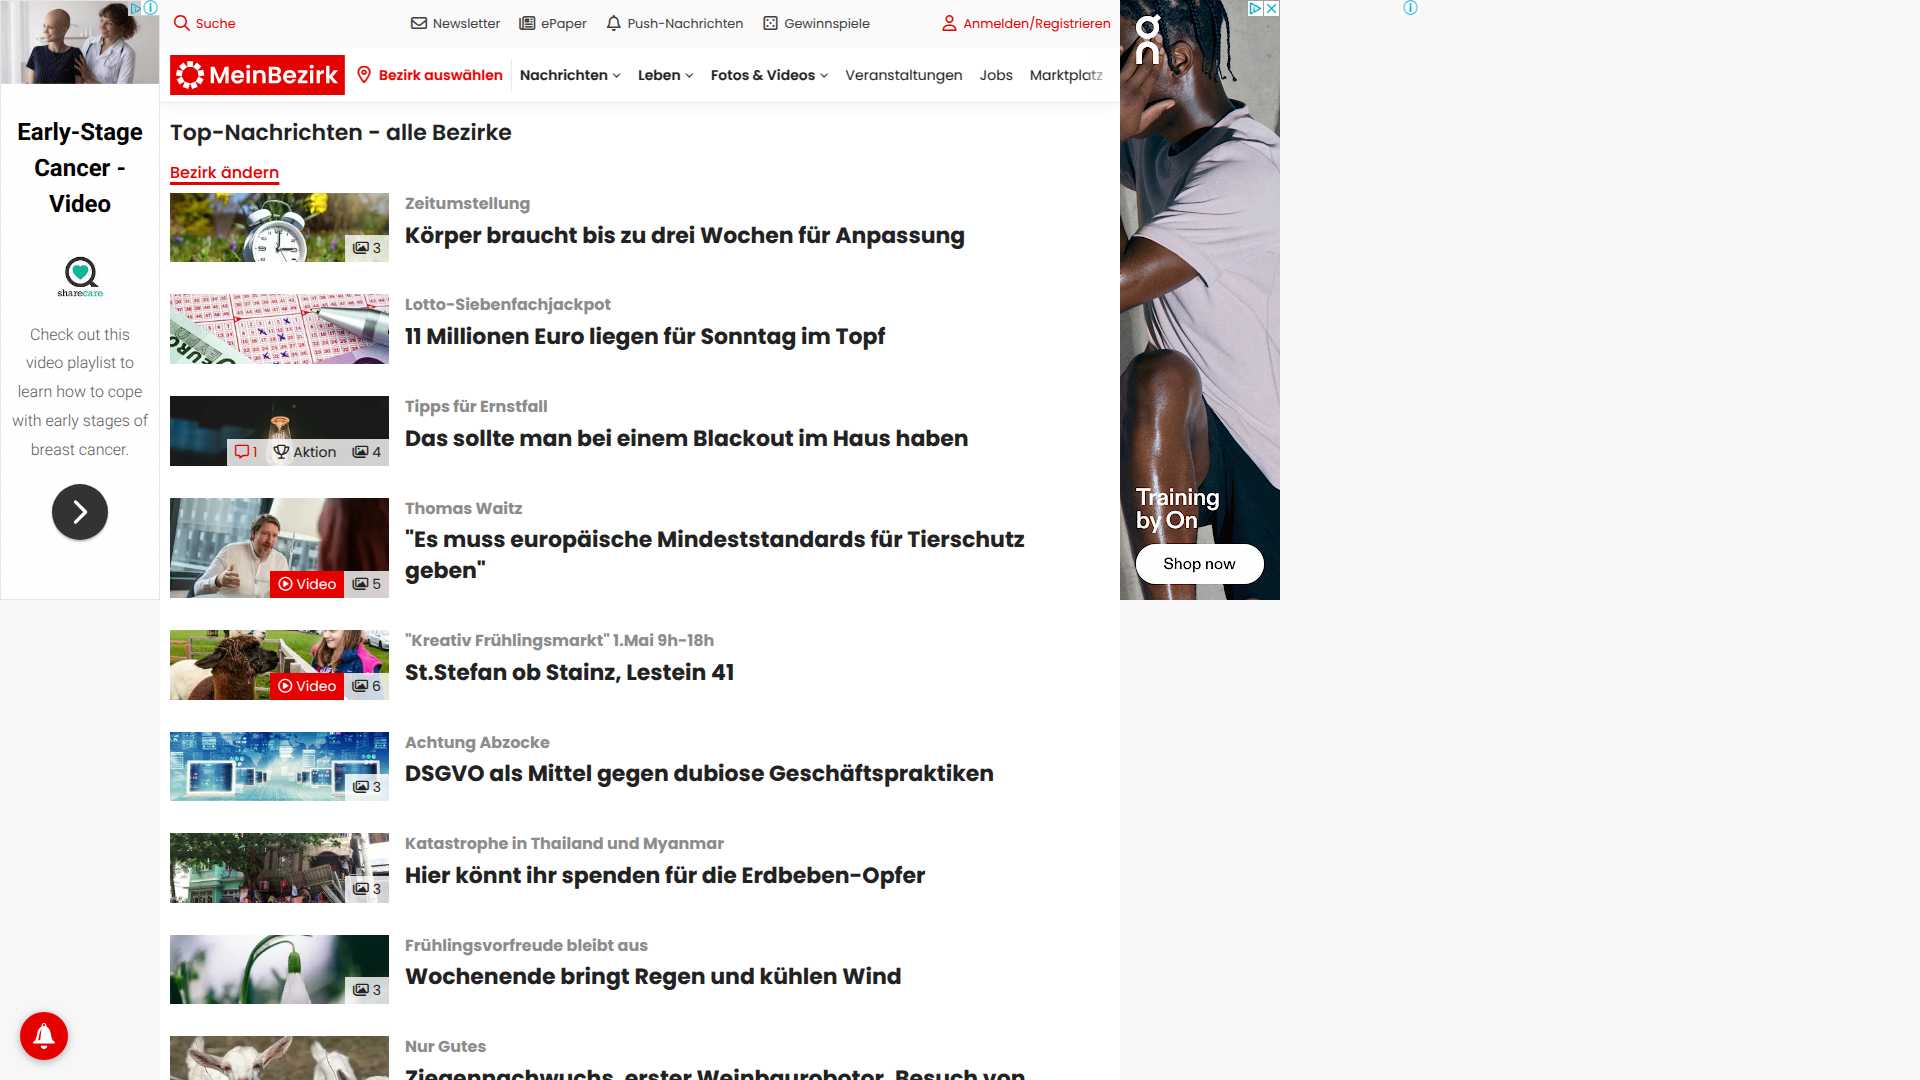 Suche
Newsletter
ePaper
Push-Nachrichten
Gewinnspiele
Anmelden/Registrieren
MeinBezirk
Bezirk auswählen
Nachrichten
Leben
Fotos & Videos
Veranstaltungen
Jobs
Marktplatz
Early-Stage
Cancer -
Video
sharecare
Check out this
video playlist to
learn how to cope
with early stages of
breast cancer.
Top-Nachrichten - alle Bezirke
Bezirk ändern
3
Zeitumstellung
Körper braucht bis zu drei Wochen für Anpassung
Lotto-Siebenfachjackpot
11 Millionen Euro liegen für Sonntag im Topf
1 Aktion 4
Tipps für Ernstfall
Das sollte man bei einem Blackout im Haus haben
Video 5
Thomas Waitz
"Es muss europäische Mindeststandards für Tierschutz
geben"
Video 6
"Kreativ Frühlingsmarkt" 1.Mai 9h-18h
St.Stefan ob Stainz, Lestein 41
3
Achtung Abzocke
DSGVO als Mittel gegen dubiose Geschäftspraktiken
3
Katastrophe in Thailand und Myanmar
Hier könnt ihr spenden für die Erdbeben-Opfer
3
Frühlingsvorfreude bleibt aus
Wochenende bringt Regen und kühlen Wind
Nur Gutes
Ziegennachwuchs, erster Weinbauroboter, Besuch von
on
Training
by On
Shop now